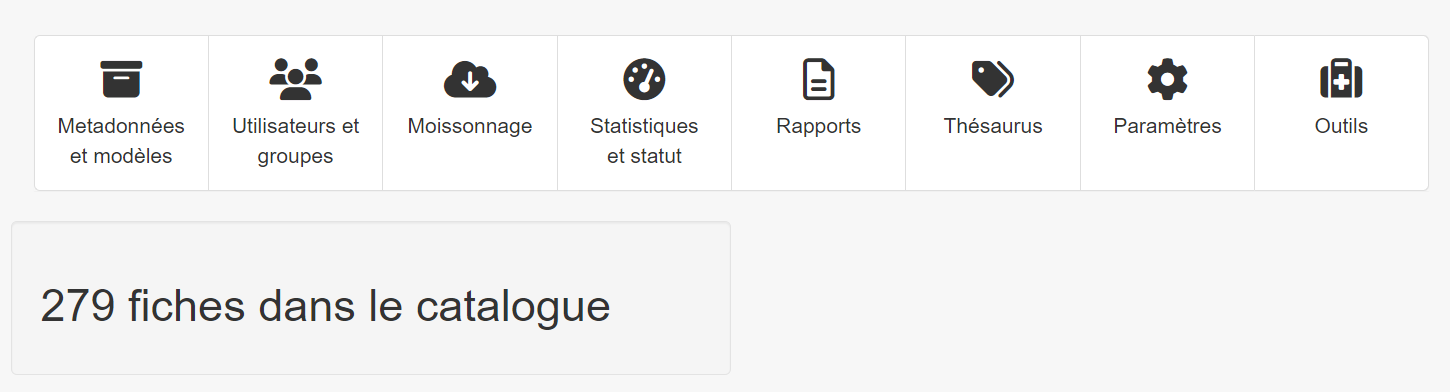 Metadonnées
et modèles
Utilisateurs et
groupes
Moissonnage
Statistiques
et statut
Rapports
Thésaurus
Paramètres
Outils
279 fiches dans le catalogue